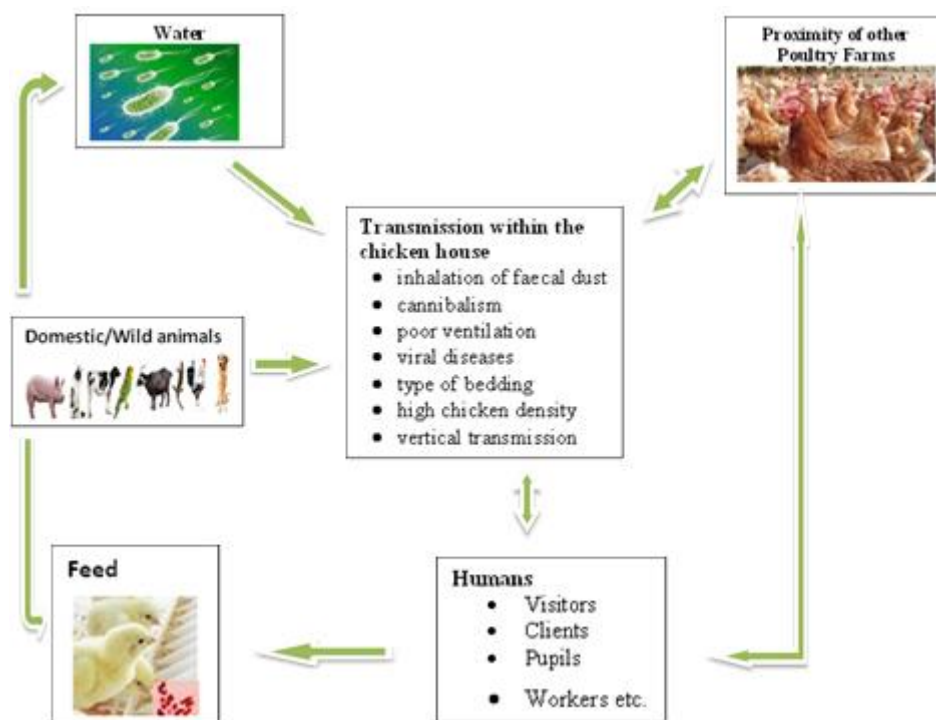 Water
Proximity of other
Poultry Farms
Transmission within the
chicken house
• inhalation of faecal dust
• cannibalism
• poor ventilation
• viral diseases
• type of bedding
• high chicken density
• vertical transmission
Domestic/Wild animals
Feed
Humans
• Visitors
• Clients
• Pupils
• Workers etc.